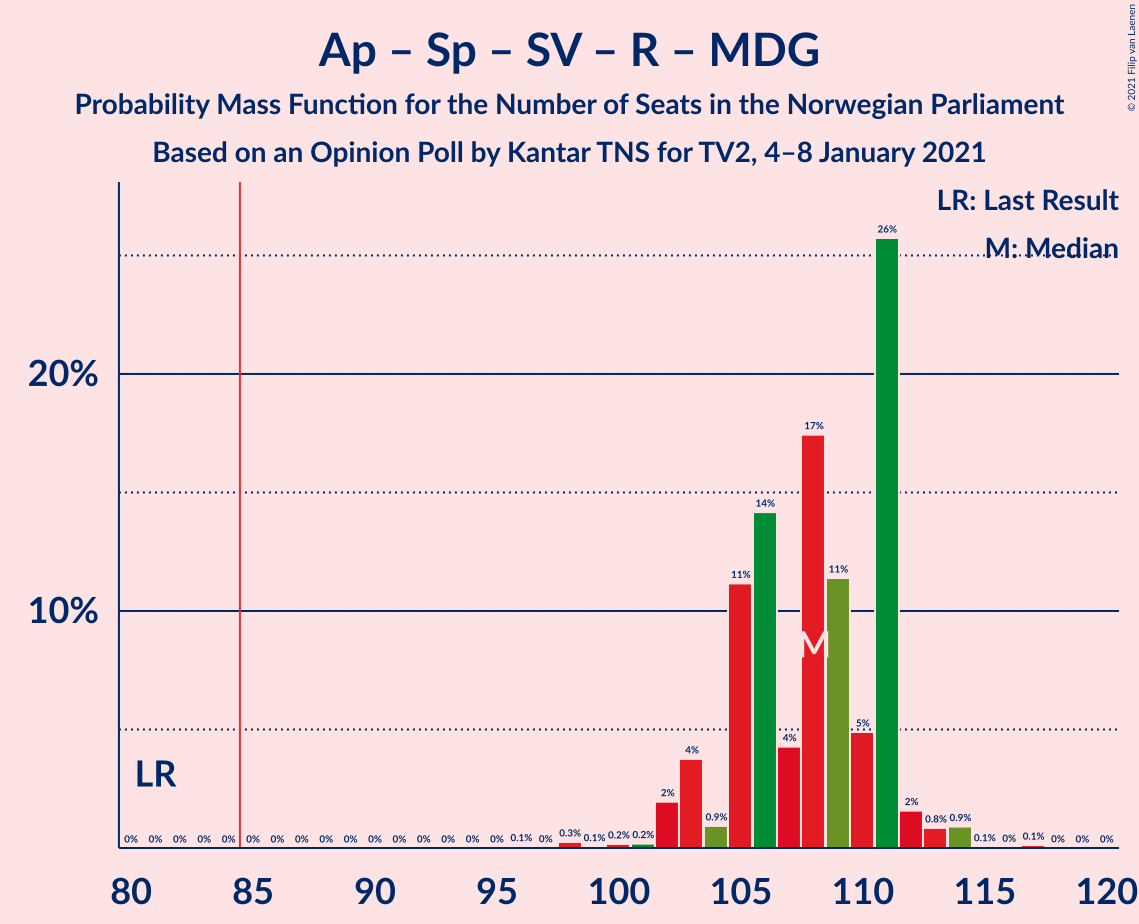 Ap – Sp – SV – R – MDG
Probability Mass Function for the Number of Seats in the Norwegian Parliament
Based on an Opinion Poll by Kantar TNS for TV2, 4–8 January 2021
© 2021 Filip van Laenen
LR: Last Result
M: Median
20%
10%
0% 0% 0% 0% 0% 0% 0% 0% 0% 0% 0% 0% 0% 0% 0% 0% 0.1% 0% 0.3% 0.1% 0.2% 0.2% 2% 4% 0.9% 11% 14% 4% 17% 11% 5% 26% 2% 0.8% 0.9% 0.1% 0% 0.1% 0% 0% 0%
M
LR
80 85 90 95 100 105 110 115 120